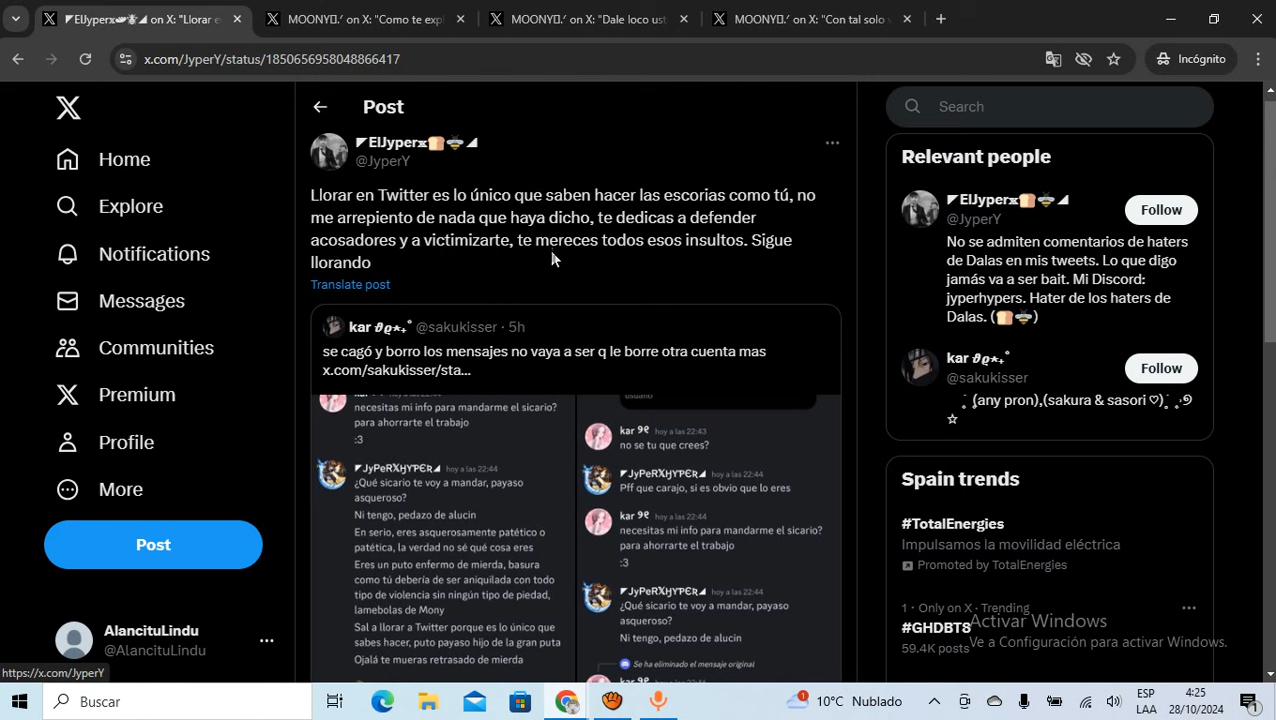 ElJyperx on X: "Llorar e
MOONY on X: "Como te expl
MOONY on X: "Dale loco ust
MOONY on X: "Con tal solo v
x.com/JyperY/status/1850656958048866417
Incógnito
Home
Explore
Notifications
Messages
Communities
Premium
Profile
More
Post
AlancituLindu
@AlancituLindu
https://x.com/JyperY
Post
◤ElJyperx🍞🐝◢
@JyperY
Llorar en Twitter es lo único que saben hacer las escorias como tú, no
me arrepiento de nada que haya dicho, te dedicas a defender
acosadores y a victimizarte, te mereces todos esos insultos. Sigue
llorando
Translate post
kar @sakukisser · 5h
se cagó y borro los mensajes no vaya a ser q le borre otra cuenta mas
x.com/sakukisser/sta...
necesitas mi info para mandarme el sicario?
para ahorrarte el trabajo
:3
◤JyPeRXӇƳƤЄƦ◢ hoy a las 22:44
¿Qué sicario te voy a mandar, payaso
asqueroso?
Ni tengo, pedazo de alucin
En serio, eres asquerosamente patético o
patética, la verdad no sé qué cosa eres
Eres un puto enfermo de mierda, basura
como tú debería de ser aniquilada con todo
tipo de violencia sin ningún tipo de piedad,
lamebolas de Mony
Sal a llorar a Twitter porque es lo único que
sabes hacer, puto payaso hijo de la gran puta
Ojalá te mueras retrasado de mierda
usuario
kar hoy a las 22:43
no se tu que crees?
◤JyPeRXӇƳƤЄƦ◢ hoy a las 22:44
Pff que carajo, si es obvio que lo eres
kar hoy a las 22:44
necesitas mi info para mandarme el sicario?
para ahorrarte el trabajo
:3
◤JyPeRXӇƳƤЄƦ◢ hoy a las 22:44
¿Qué sicario te voy a mandar, payaso
asqueroso?
Ni tengo, pedazo de alucin
Se ha eliminado el mensaje original
Search
Relevant people
◤ElJyperx🍞🐝◢
@JyperY
Follow
No se admiten comentarios de haters
de Dalas en mis tweets. Lo que digo
jamás va a ser bait. Mi Discord:
jyperhypers. Hater de los haters de
Dalas. (🍞🐝)
kar
@sakukisser
Follow
(any pron),(sakura & sasori ♡)
☆
Spain trends
#TotalEnergies
Impulsamos la movilidad eléctrica
Promoted by TotalEnergies
1 · Only on X · Trending
#GHDBT8
59.4K posts
Activar Windows
Ve a Configuración para activar Windows.
Buscar
10°C Nublado
ESP
LAA
4:25
28/10/2024